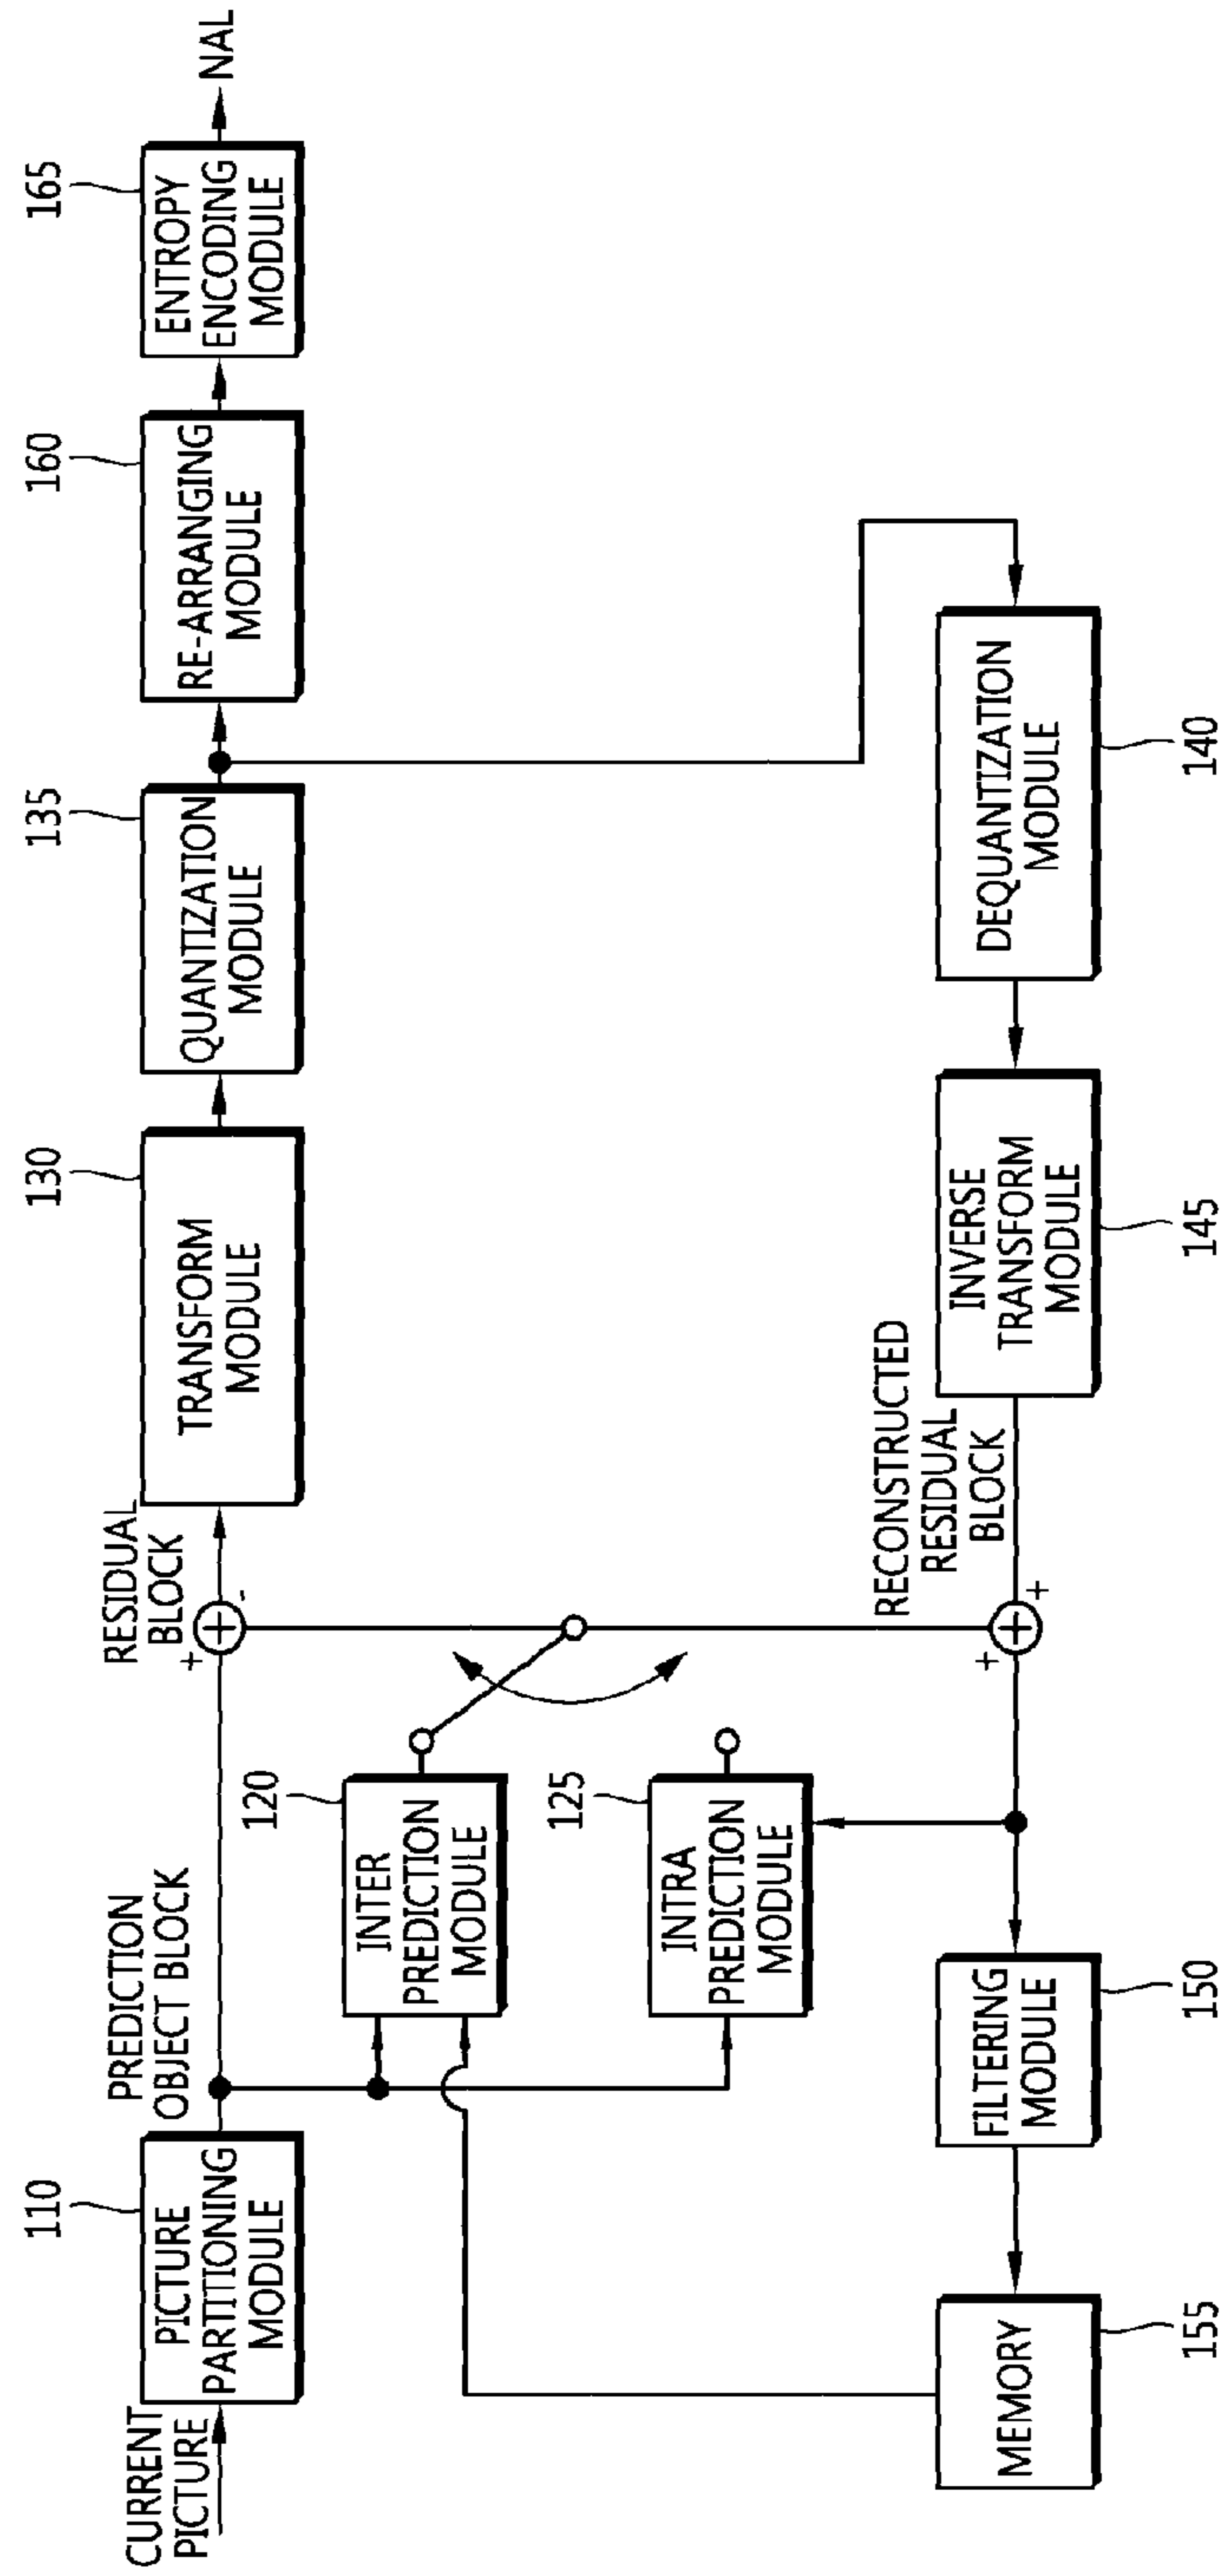 CURRENT
PICTURE
110
PICTURE
PARTITIONING
MODULE
PREDICTION
OBJECT BLOCK
+
-
RESIDUAL
BLOCK
130
TRANSFORM
MODULE
135
QUANTIZATION
MODULE
160
RE-ARRANGING
MODULE
165
ENTROPY
ENCODING
MODULE
NAL
120
INTER
PREDICTION
MODULE
125
INTRA
PREDICTION
MODULE
MEMORY
155
FILTERING
MODULE
150
+
+
RECONSTRUCTED
RESIDUAL
BLOCK
INVERSE
TRANSFORM
MODULE
145
DEQUANTIZATION
MODULE
140